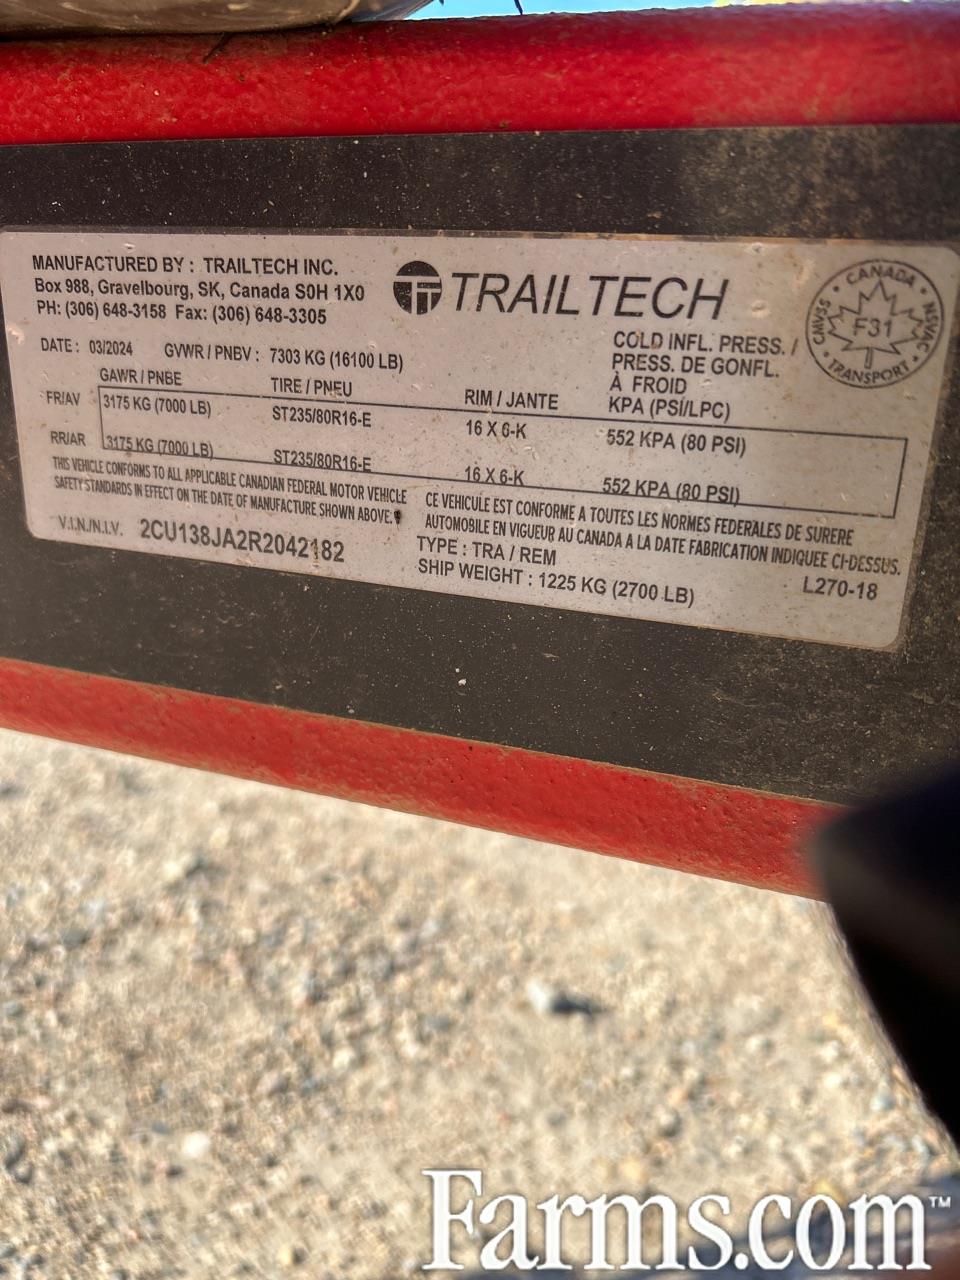 MANUFACTURED BY : TRAILTECH INC.
Box 988, Gravelbourg, SK, Canada S0H 1X0
PH: (306) 648-3158 Fax: (306) 648-3305
TRAILTECH
CANADA
CMVSS
F31
NSVAC
TRANSPORT
DATE : 03/2024 GVWR / PNBV : 7303 KG (16100 LB)
COLD INFL. PRESS. /
PRESS. DE GONFL.
À FROID
KPA (PSI/LPC)
GAWR / PNBE TIRE / PNEU RIM / JANTE
FR/AV 3175 KG (7000 LB) ST235/80R16-E 16 X 6-K 552 KPA (80 PSI)
RR/AR 3175 KG (7000 LB) ST235/80R16-E 16 X 6-K 552 KPA (80 PSI)
THIS VEHICLE CONFORMS TO ALL APPLICABLE CANADIAN FEDERAL MOTOR VEHICLE
SAFETY STANDARDS IN EFFECT ON THE DATE OF MANUFACTURE SHOWN ABOVE.
CE VEHICULE EST CONFORME A TOUTES LES NORMES FEDERALES DE SURERE
AUTOMOBILE EN VIGUEUR AU CANADA A LA DATE FABRICATION INDIQUEE CI-DESSUS.
V.I.N./N.I.V. 2CU138JA2R2042182
TYPE : TRA / REM
SHIP WEIGHT : 1225 KG (2700 LB)
L270-18
Farms.com™